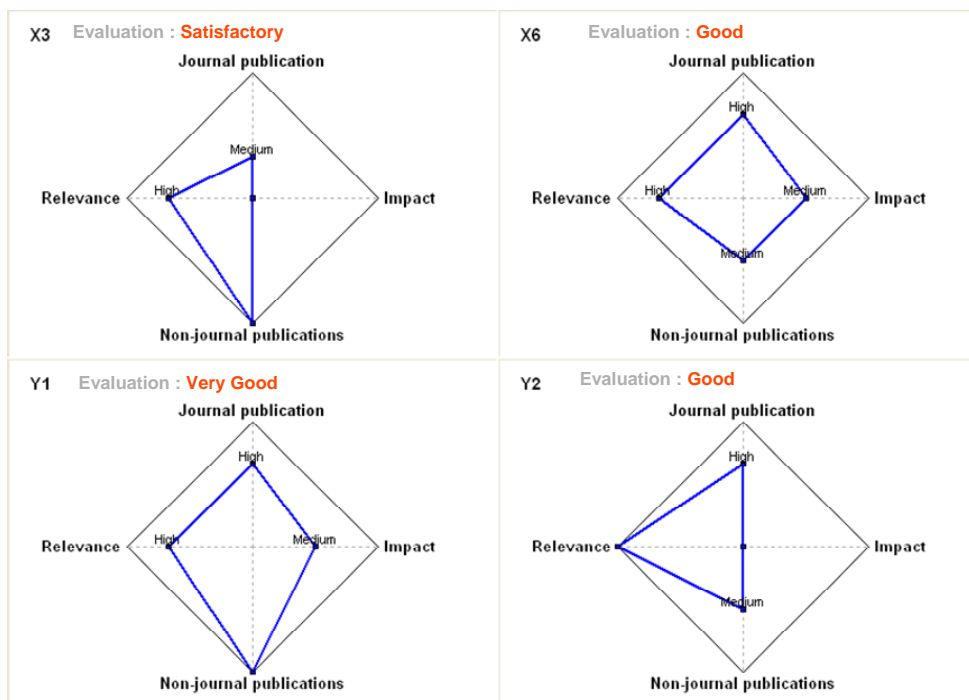 X3 Evaluation : Satisfactory
Journal publication
Medium
High
Relevance
Impact
Non-journal publications
X6 Evaluation : Good
Journal publication
High
High
Medium
Relevance
Impact
Medium
Non-journal publications
Y1 Evaluation : Very Good
Journal publication
High
High
Medium
Relevance
Impact
Non-journal publications
Y2 Evaluation : Good
Journal publication
High
Relevance
Impact
Medium
Non-journal publications